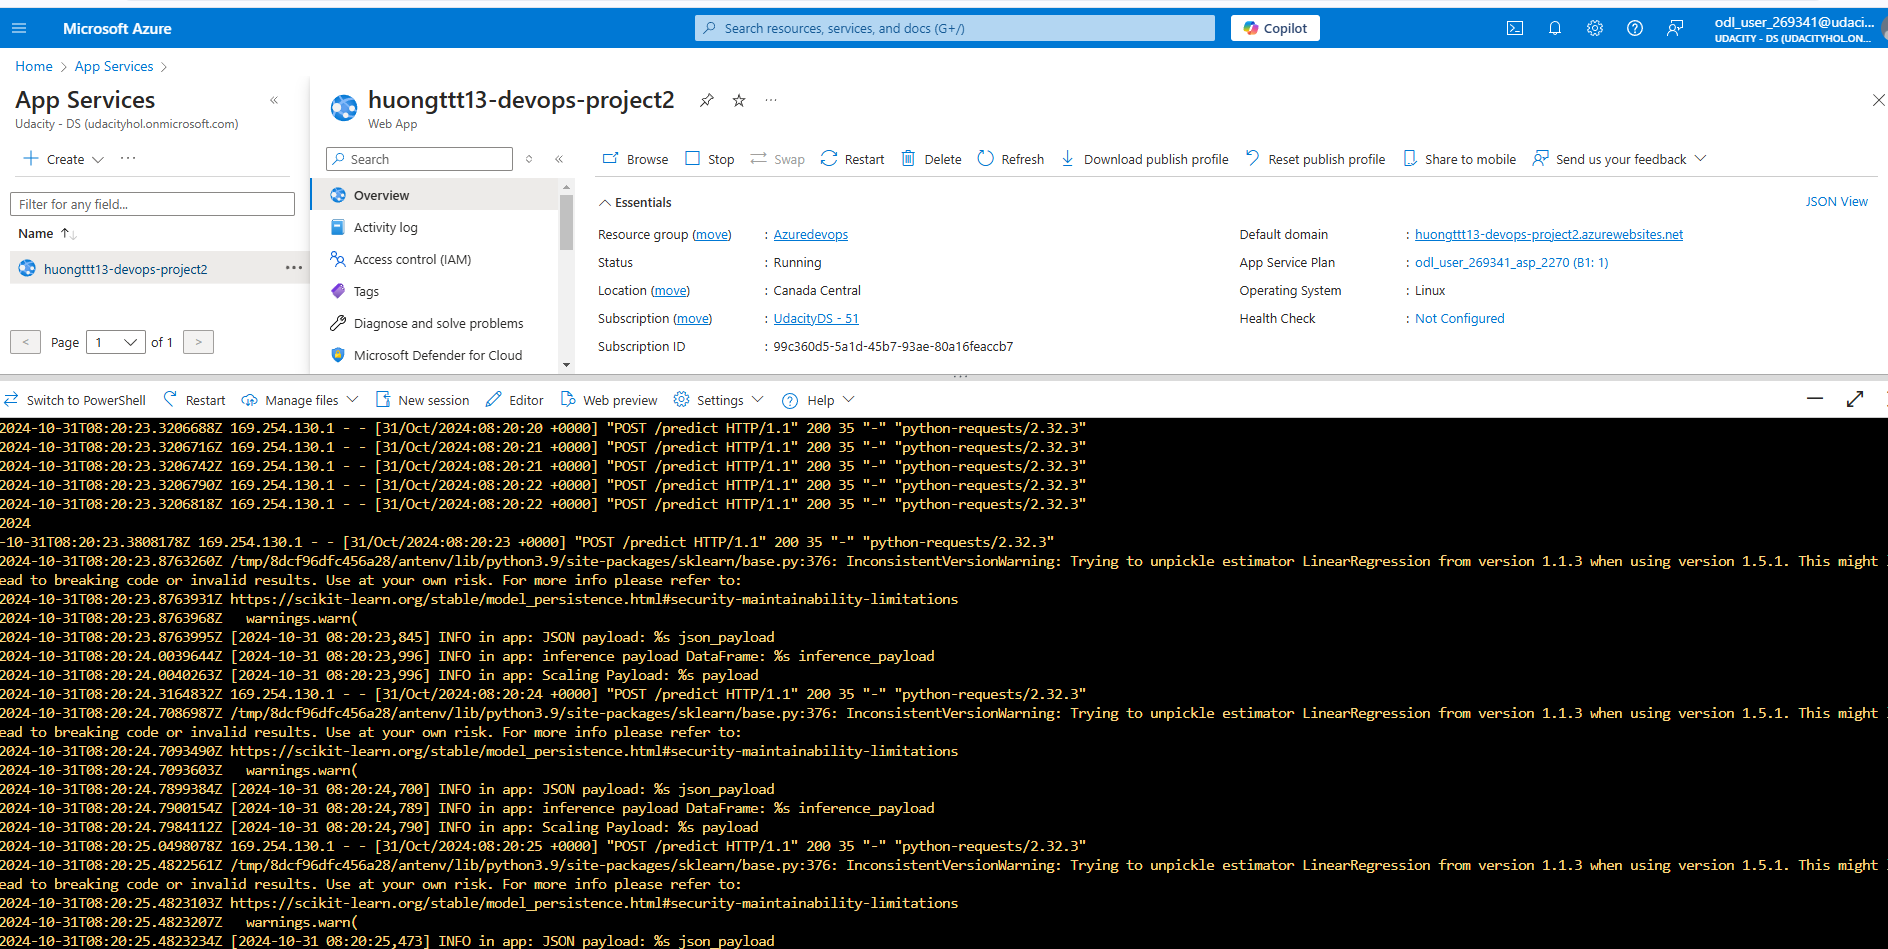 Microsoft Azure
Search resources, services, and docs (G+/)
Copilot
odl_user_269341@udaci...
UDACITY - DS (UDACITYHOL.ON...
Home > App Services >
App Services
Udacity - DS (udacityhol.onmicrosoft.com)
Create
Filter for any field...
Name
huongttt13-devops-project2
< Page 1 of 1 >
huongttt13-devops-project2
Web App
Search
Overview
Activity log
Access control (IAM)
Tags
Diagnose and solve problems
Microsoft Defender for Cloud
Browse Stop Swap Restart Delete Refresh Download publish profile Reset publish profile Share to mobile Send us your feedback
Essentials
JSON View
Resource group (move) : Azuredevops
Status : Running
Location (move) : Canada Central
Subscription (move) : UdacityDS - 51
Subscription ID : 99c360d5-5a1d-45b7-93ae-80a16feaccb7
Default domain : huongttt13-devops-project2.azurewebsites.net
App Service Plan : odl_user_269341_asp_2270 (B1: 1)
Operating System : Linux
Health Check : Not Configured
Switch to PowerShell Restart Manage files New session Editor Web preview Settings Help
2024-10-31T08:20:23.3206688Z 169.254.130.1 - - [31/Oct/2024:08:20:20 +0000] "POST /predict HTTP/1.1" 200 35 "-" "python-requests/2.32.3"
2024-10-31T08:20:23.3206716Z 169.254.130.1 - - [31/Oct/2024:08:20:21 +0000] "POST /predict HTTP/1.1" 200 35 "-" "python-requests/2.32.3"
2024-10-31T08:20:23.3206742Z 169.254.130.1 - - [31/Oct/2024:08:20:21 +0000] "POST /predict HTTP/1.1" 200 35 "-" "python-requests/2.32.3"
2024-10-31T08:20:23.3206790Z 169.254.130.1 - - [31/Oct/2024:08:20:22 +0000] "POST /predict HTTP/1.1" 200 35 "-" "python-requests/2.32.3"
2024-10-31T08:20:23.3206818Z 169.254.130.1 - - [31/Oct/2024:08:20:22 +0000] "POST /predict HTTP/1.1" 200 35 "-" "python-requests/2.32.3"
2024
-10-31T08:20:23.3808178Z 169.254.130.1 - - [31/Oct/2024:08:20:23 +0000] "POST /predict HTTP/1.1" 200 35 "-" "python-requests/2.32.3"
2024-10-31T08:20:23.8763260Z /tmp/8dcf96dfc456a28/antenv/lib/python3.9/site-packages/sklearn/base.py:376: InconsistentVersionWarning: Trying to unpickle estimator LinearRegression from version 1.1.3 when using version 1.5.1. This might l
ead to breaking code or invalid results. Use at your own risk. For more info please refer to:
2024-10-31T08:20:23.8763931Z https://scikit-learn.org/stable/model_persistence.html#security-maintainability-limitations
2024-10-31T08:20:23.8763968Z   warnings.warn(
2024-10-31T08:20:23.8763995Z [2024-10-31 08:20:23,845] INFO in app: JSON payload: %s json_payload
2024-10-31T08:20:24.0039644Z [2024-10-31 08:20:23,996] INFO in app: inference payload DataFrame: %s inference_payload
2024-10-31T08:20:24.0040263Z [2024-10-31 08:20:23,996] INFO in app: Scaling Payload: %s payload
2024-10-31T08:20:24.3164832Z 169.254.130.1 - - [31/Oct/2024:08:20:24 +0000] "POST /predict HTTP/1.1" 200 35 "-" "python-requests/2.32.3"
2024-10-31T08:20:24.7086987Z /tmp/8dcf96dfc456a28/antenv/lib/python3.9/site-packages/sklearn/base.py:376: InconsistentVersionWarning: Trying to unpickle estimator LinearRegression from version 1.1.3 when using version 1.5.1. This might l
ead to breaking code or invalid results. Use at your own risk. For more info please refer to:
2024-10-31T08:20:24.7093490Z https://scikit-learn.org/stable/model_persistence.html#security-maintainability-limitations
2024-10-31T08:20:24.7093603Z   warnings.warn(
2024-10-31T08:20:24.7899384Z [2024-10-31 08:20:24,700] INFO in app: JSON payload: %s json_payload
2024-10-31T08:20:24.7900154Z [2024-10-31 08:20:24,789] INFO in app: inference payload DataFrame: %s inference_payload
2024-10-31T08:20:24.7984112Z [2024-10-31 08:20:24,790] INFO in app: Scaling Payload: %s payload
2024-10-31T08:20:25.0498078Z 169.254.130.1 - - [31/Oct/2024:08:20:25 +0000] "POST /predict HTTP/1.1" 200 35 "-" "python-requests/2.32.3"
2024-10-31T08:20:25.4822561Z /tmp/8dcf96dfc456a28/antenv/lib/python3.9/site-packages/sklearn/base.py:376: InconsistentVersionWarning: Trying to unpickle estimator LinearRegression from version 1.1.3 when using version 1.5.1. This might l
ead to breaking code or invalid results. Use at your own risk. For more info please refer to:
2024-10-31T08:20:25.4823103Z https://scikit-learn.org/stable/model_persistence.html#security-maintainability-limitations
2024-10-31T08:20:25.4823207Z   warnings.warn(
2024-10-31T08:20:25.4823234Z [2024-10-31 08:20:25,473] INFO in app: JSON payload: %s json_payload